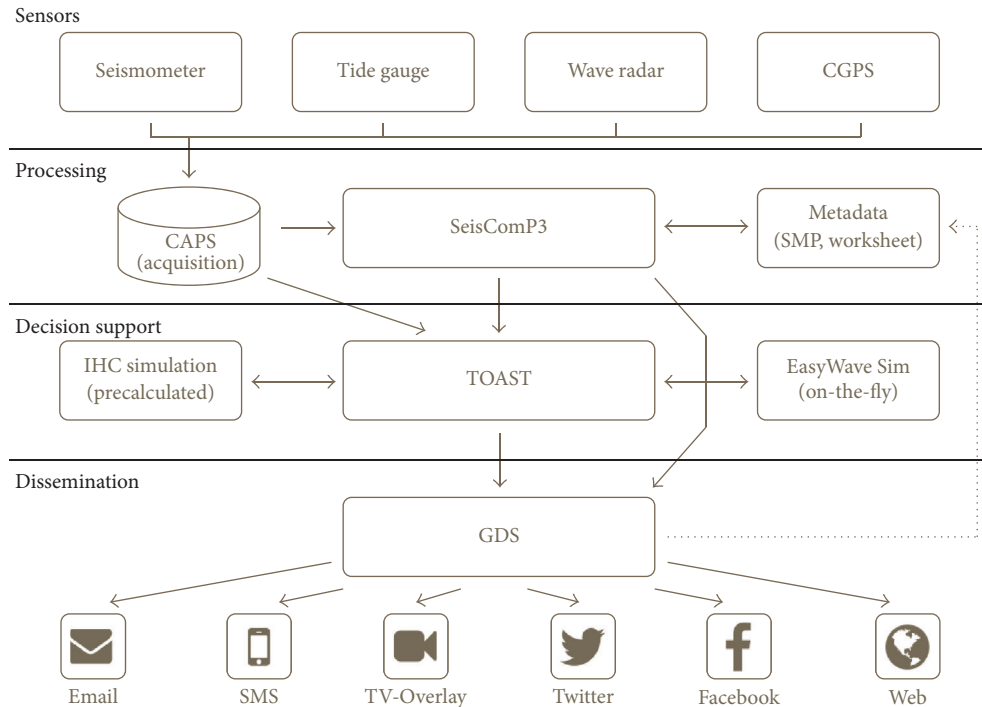 Sensors
Seismometer
Tide gauge
Wave radar
CGPS
Processing
CAPS
(acquisition)
SeisComP3
Metadata
(SMP, worksheet)
Decision support
IHC simulation
(precalculated)
TOAST
EasyWave Sim
(on-the-fly)
Dissemination
GDS
Email
SMS
TV-Overlay
Twitter
Facebook
Web